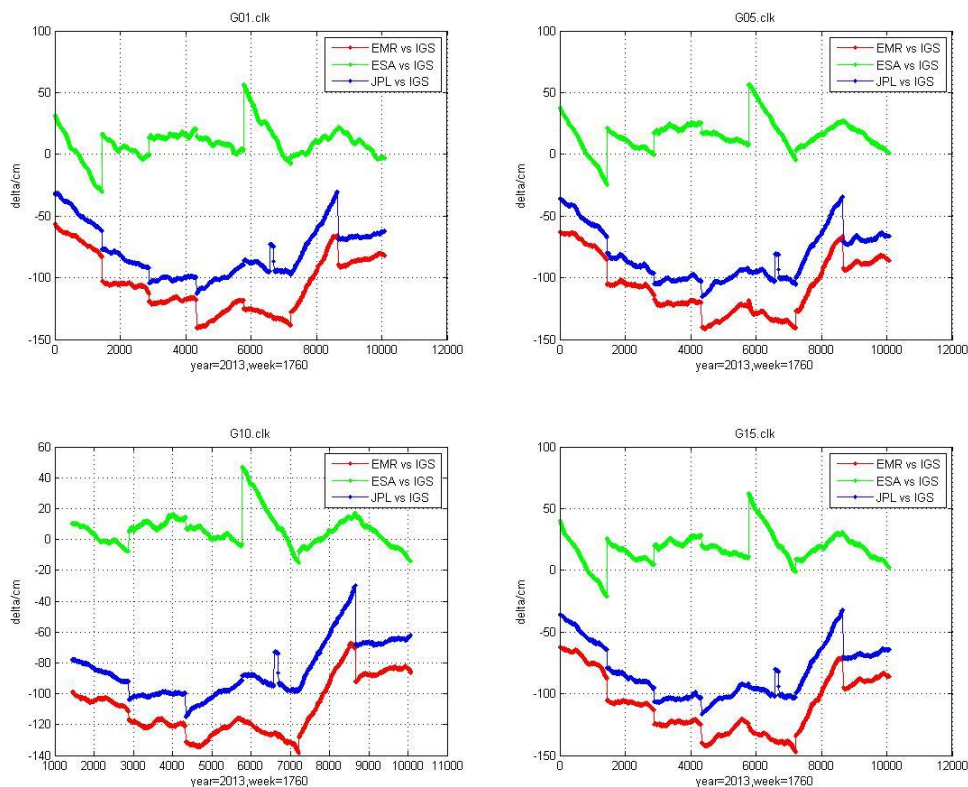 G01.clk
100
50
0
-50
-100
-150
delta/cm
EMR vs IGS
ESA vs IGS
JPL vs IGS
0 2000 4000 6000 8000 10000 12000
year=2013,week=1760
G05.clk
100
50
0
-50
-100
-150
delta/cm
EMR vs IGS
ESA vs IGS
JPL vs IGS
0 2000 4000 6000 8000 10000 12000
year=2013,week=1760
G10.clk
60
40
20
0
-20
-40
-60
-80
-100
-120
-140
delta/cm
EMR vs IGS
ESA vs IGS
JPL vs IGS
1000 2000 3000 4000 5000 6000 7000 8000 9000 10000 11000
year=2013,week=1760
G15.clk
100
50
0
-50
-100
-150
delta/cm
EMR vs IGS
ESA vs IGS
JPL vs IGS
0 2000 4000 6000 8000 10000 12000
year=2013,week=1760